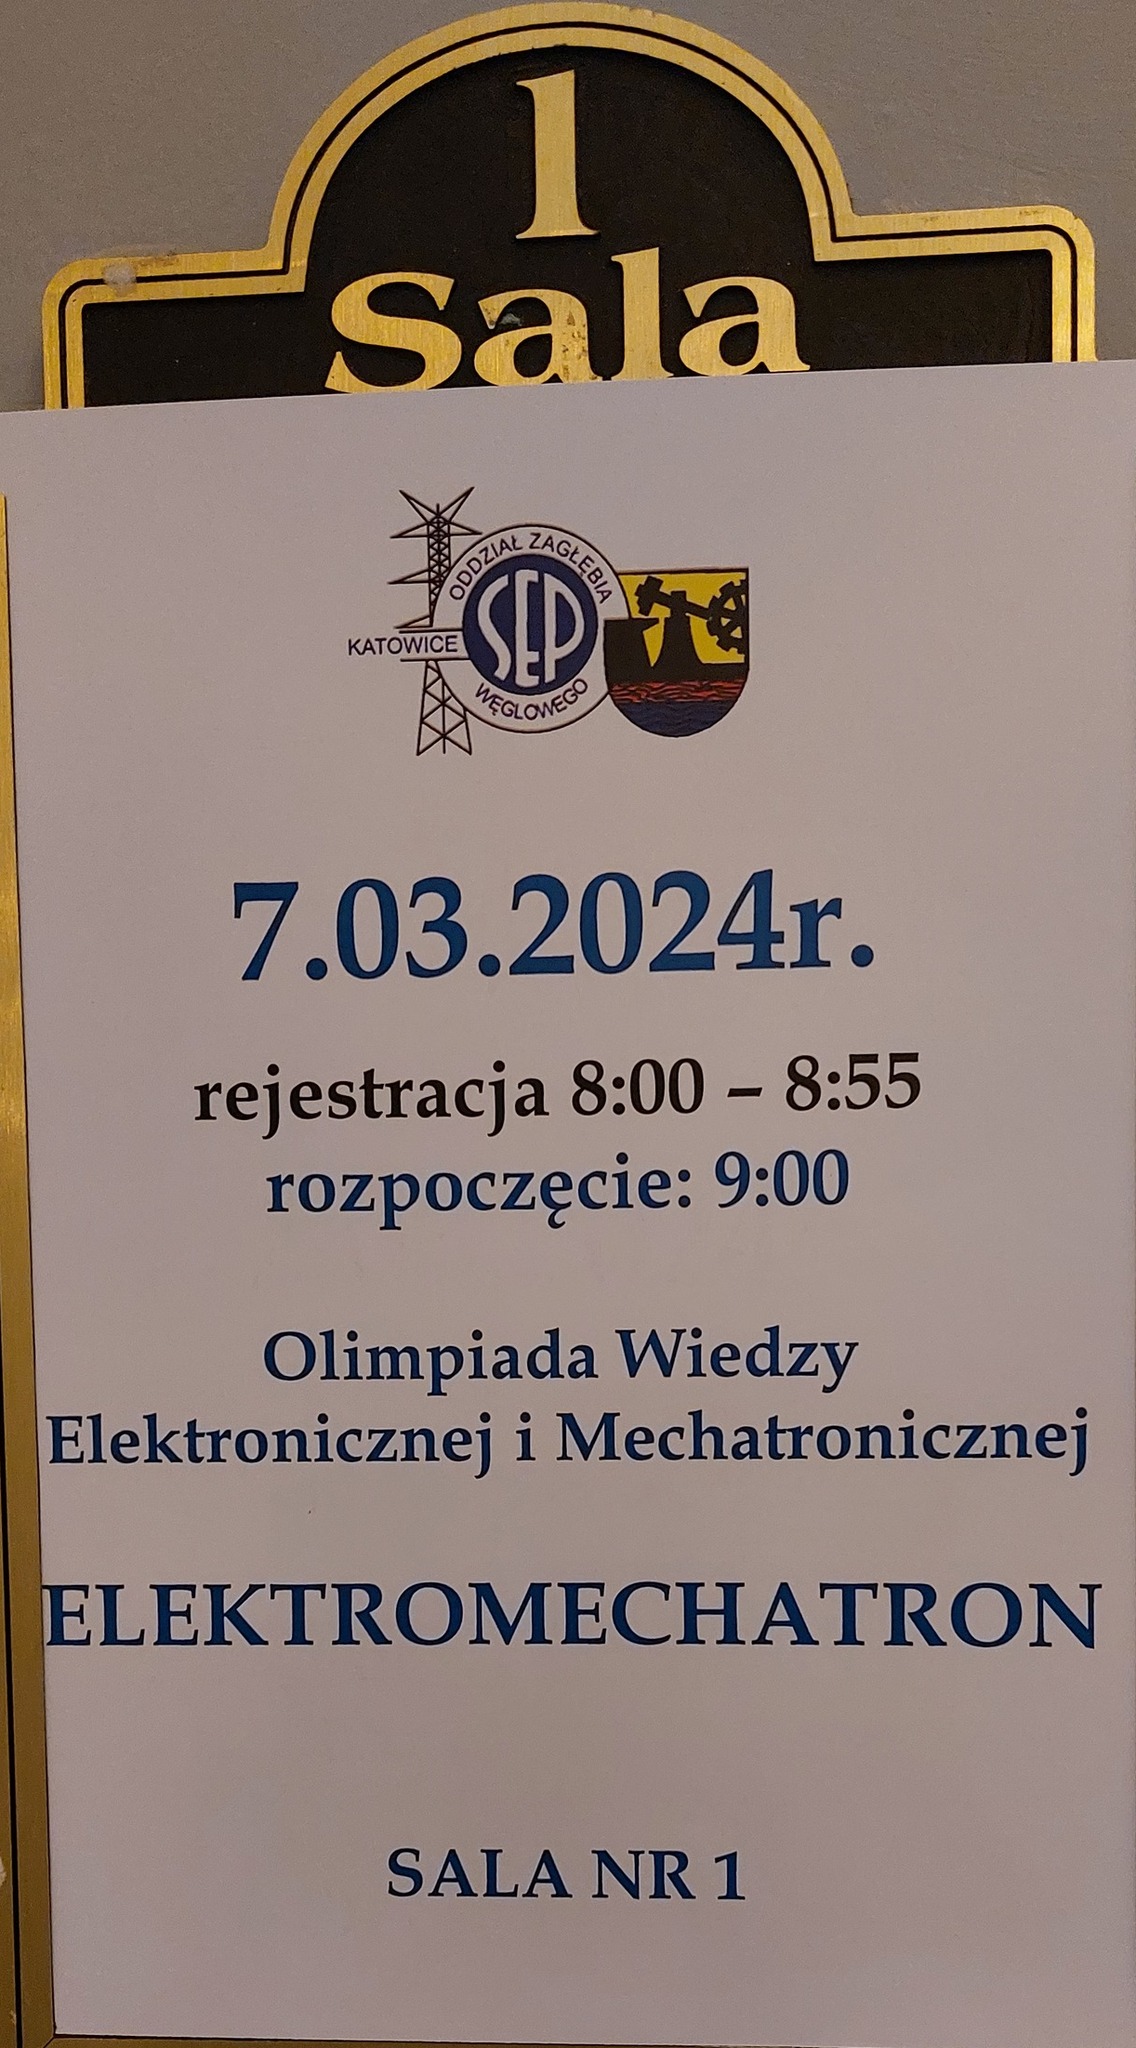 1
Sala
ODDZIAŁ ZAGŁĘBIA
KATOWICE
SEP
WĘGLOWEGO
7.03.2024r.
rejestracja 8:00 – 8:55
rozpoczęcie: 9:00
Olimpiada Wiedzy
Elektronicznej i Mechatronicznej
ELEKTROMECHATRON
SALA NR 1